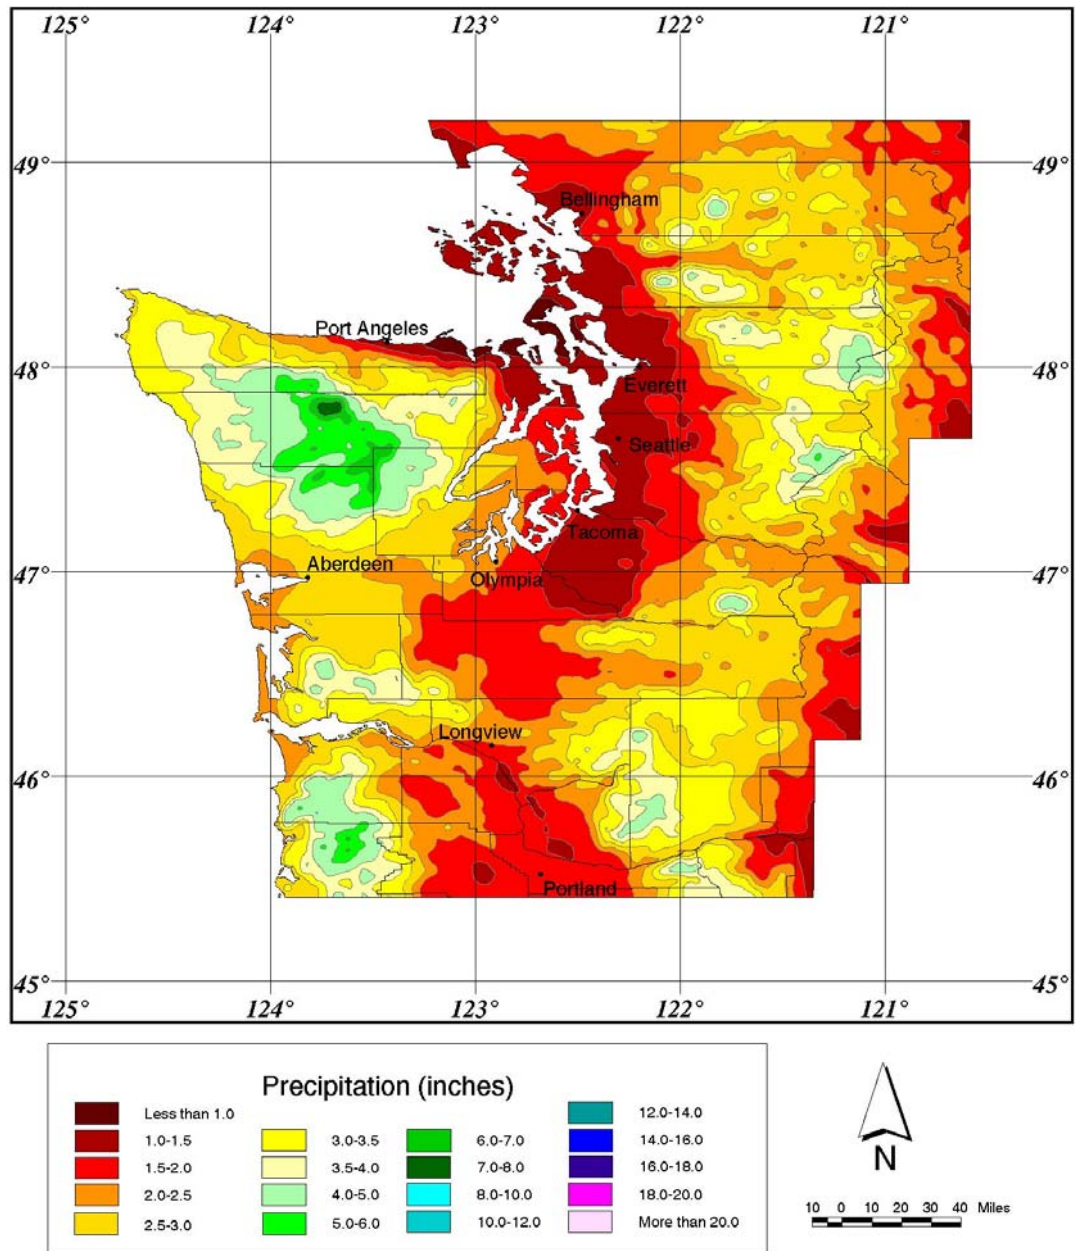 125° 124° 123° 122° 121°
49° 49°
Bellingham
Port Angeles
48° 48°
Everett
Seattle
Tacoma
Aberdeen
Olympia
47° 47°
Longview
46° 46°
Portland
45° 45°
125° 124° 123° 122° 121°
Precipitation (inches)
Less than 1.0
1.0-1.5
1.5-2.0
2.0-2.5
2.5-3.0
3.0-3.5
3.5-4.0
4.0-5.0
5.0-6.0
6.0-7.0
7.0-8.0
8.0-10.0
10.0-12.0
12.0-14.0
14.0-16.0
16.0-18.0
18.0-20.0
More than 20.0
N
10 0 10 20 30 40 Miles